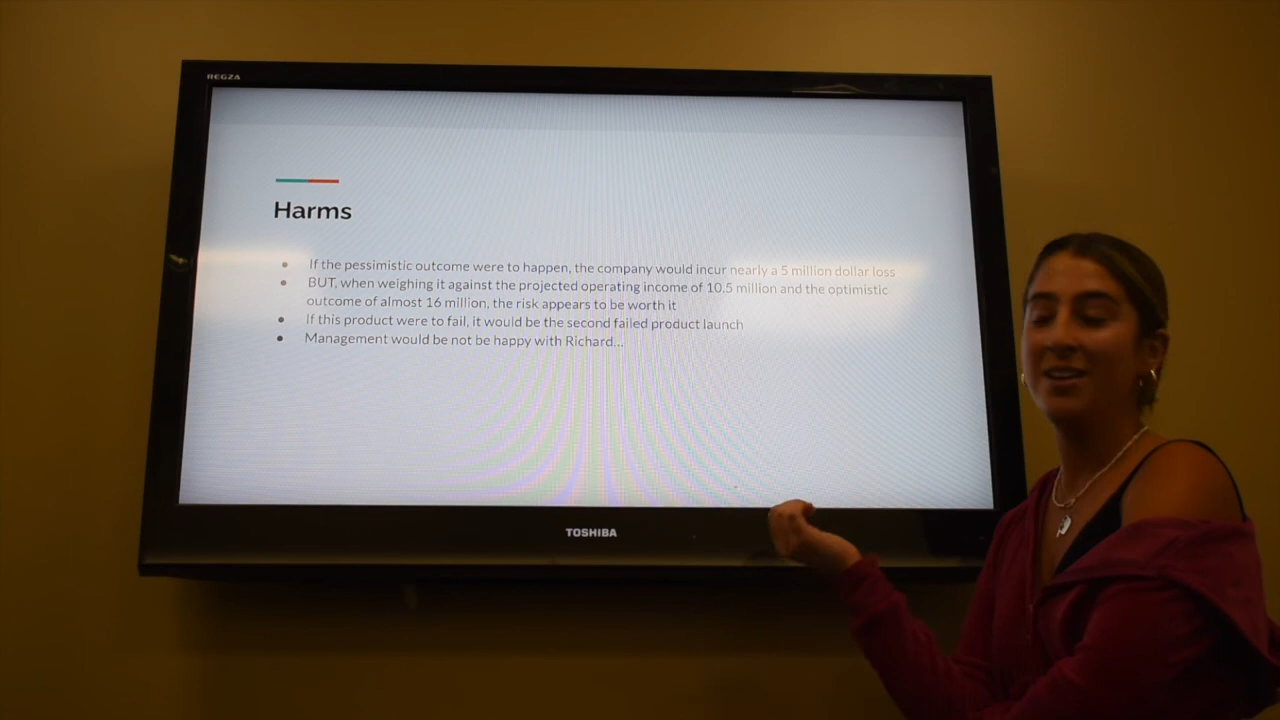 REGZA
Harms
If the pessimistic outcome were to happen, the company would incur nearly a 5 million dollar loss
BUT, when weighing it against the projected operating income of 10.5 million and the optimistic
outcome of almost 16 million, the risk appears to be worth it
If this product were to fail, it would be the second failed product launch
Management would be not be happy with Richard...
TOSHIBA